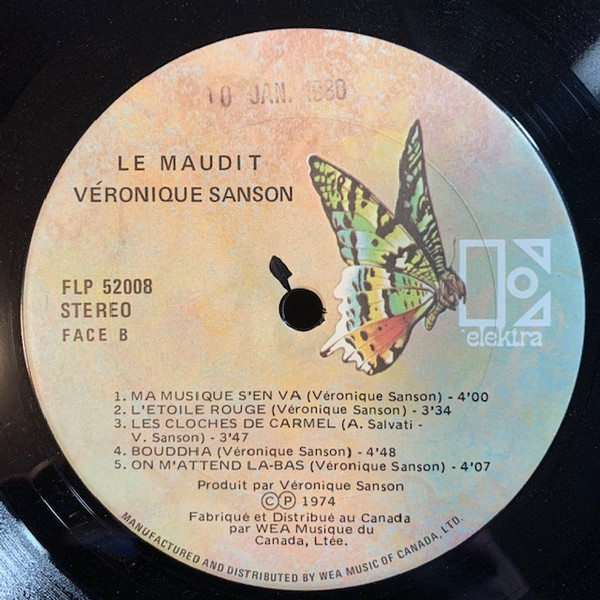 10 JAN. 1980
LE MAUDIT
VÉRONIQUE SANSON
FLP 52008
STEREO
FACE B
elektra
1. MA MUSIQUE S'EN VA (Véronique Sanson) - 4'00
2. L'ETOILE ROUGE (Véronique Sanson) - 3'34
3. LES CLOCHES DE CARMEL (A. Salvati -
V. Sanson) - 3'47
4. BOUDDHA (Véronique Sanson) - 4'48
5. ON M'ATTEND LA-BAS (Véronique Sanson) - 4'07
Produit par Véronique Sanson
Ⓒ Ⓟ 1974
Fabriqué et Distribué au Canada
par WEA Musique du
Canada, Ltée.
MANUFACTURED AND DISTRIBUTED BY WEA MUSIC OF CANADA, LTD.